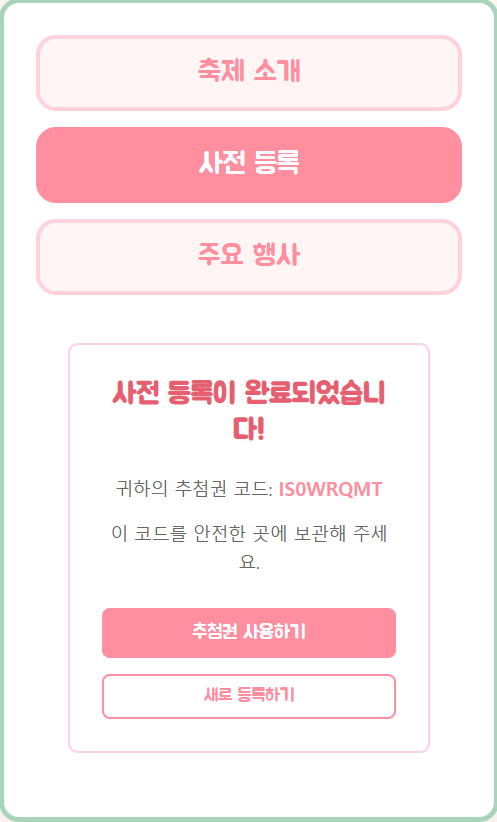 축제 소개
사전 등록
주요 행사
사전 등록이 완료되었습니
다!
귀하의 추첨권 코드: IS0WRQMT
이 코드를 안전한 곳에 보관해 주세
요.
추첨권 사용하기
새로 등록하기